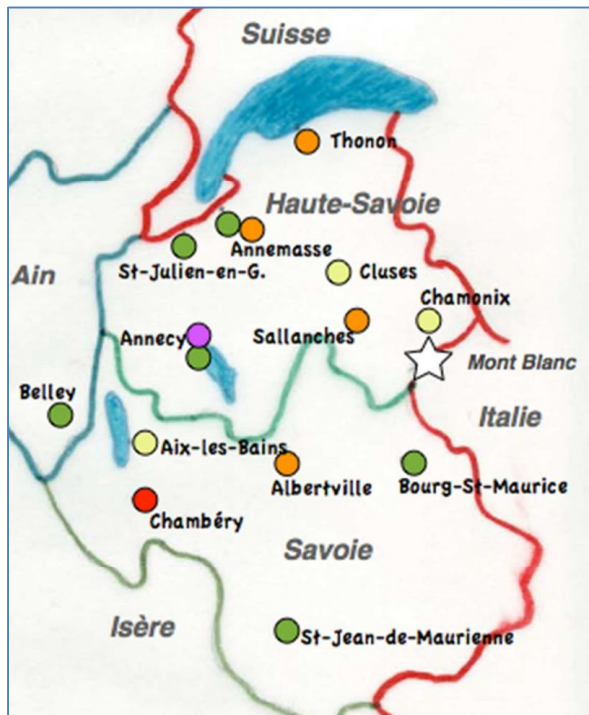 Suisse
Thonon
Haute-Savoie
Annemasse
St-Julien-en-G.
Ain
Cluses
Chamonix
Annecy
Sallanches
Mont Blanc
Belley
Italie
Aix-les-Bains
Albertville
Bourg-St-Maurice
Chambéry
Savoie
Isère
St-Jean-de-Maurienne